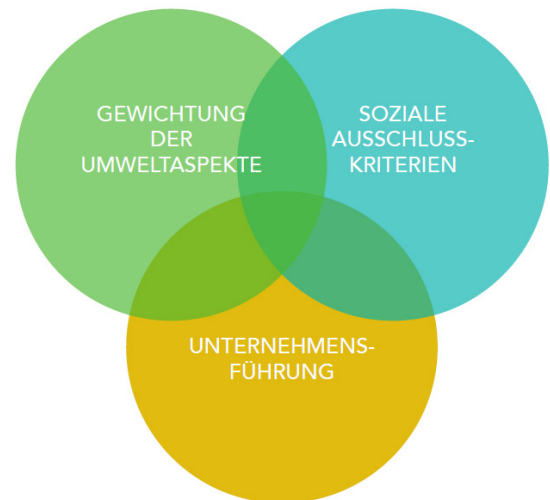 GEWICHTUNG
DER
UMWELTASPEKTE
SOZIALE
AUSSCHLUSS-
KRITERIEN
UNTERNEHMENS-
FÜHRUNG